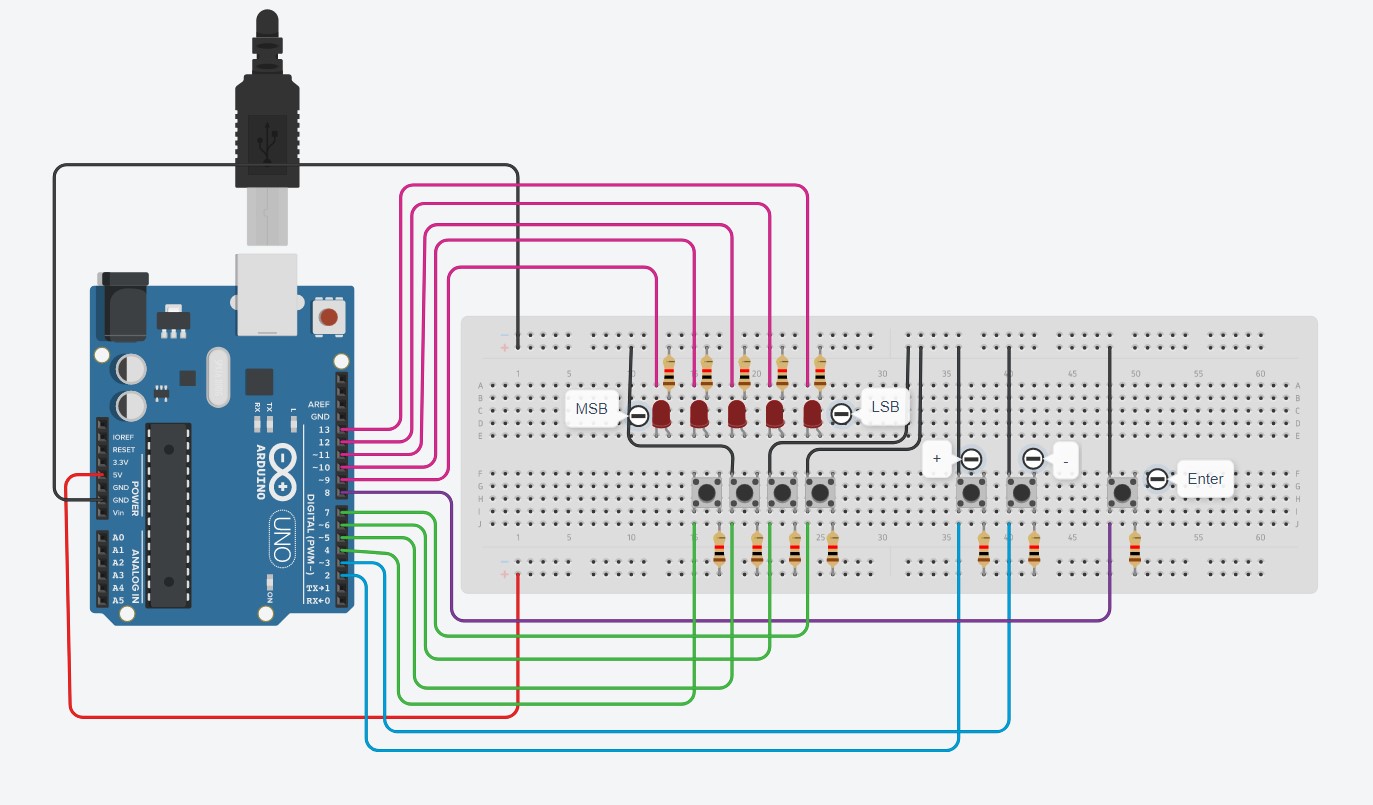 1
5
10
15
20
25
30
35
40
45
50
55
60
A
B
C
D
E
A
B
C
D
E
MSB
LSB
+
-
Enter
F
G
H
I
J
F
G
H
I
J
1
5
10
15
20
25
30
35
40
45
50
55
60
AREF
GND
13
12
~11
~10
~9
8
7
~6
~5
4
~3
2
TX→1
RX←0
DIGITAL (PWM~)
RX
TX
L
ARDUINO
UNO
ON
IOREF
RESET
3.3V
5V
GND
GND
Vin
POWER
A0
A1
A2
A3
A4
A5
ANALOG IN